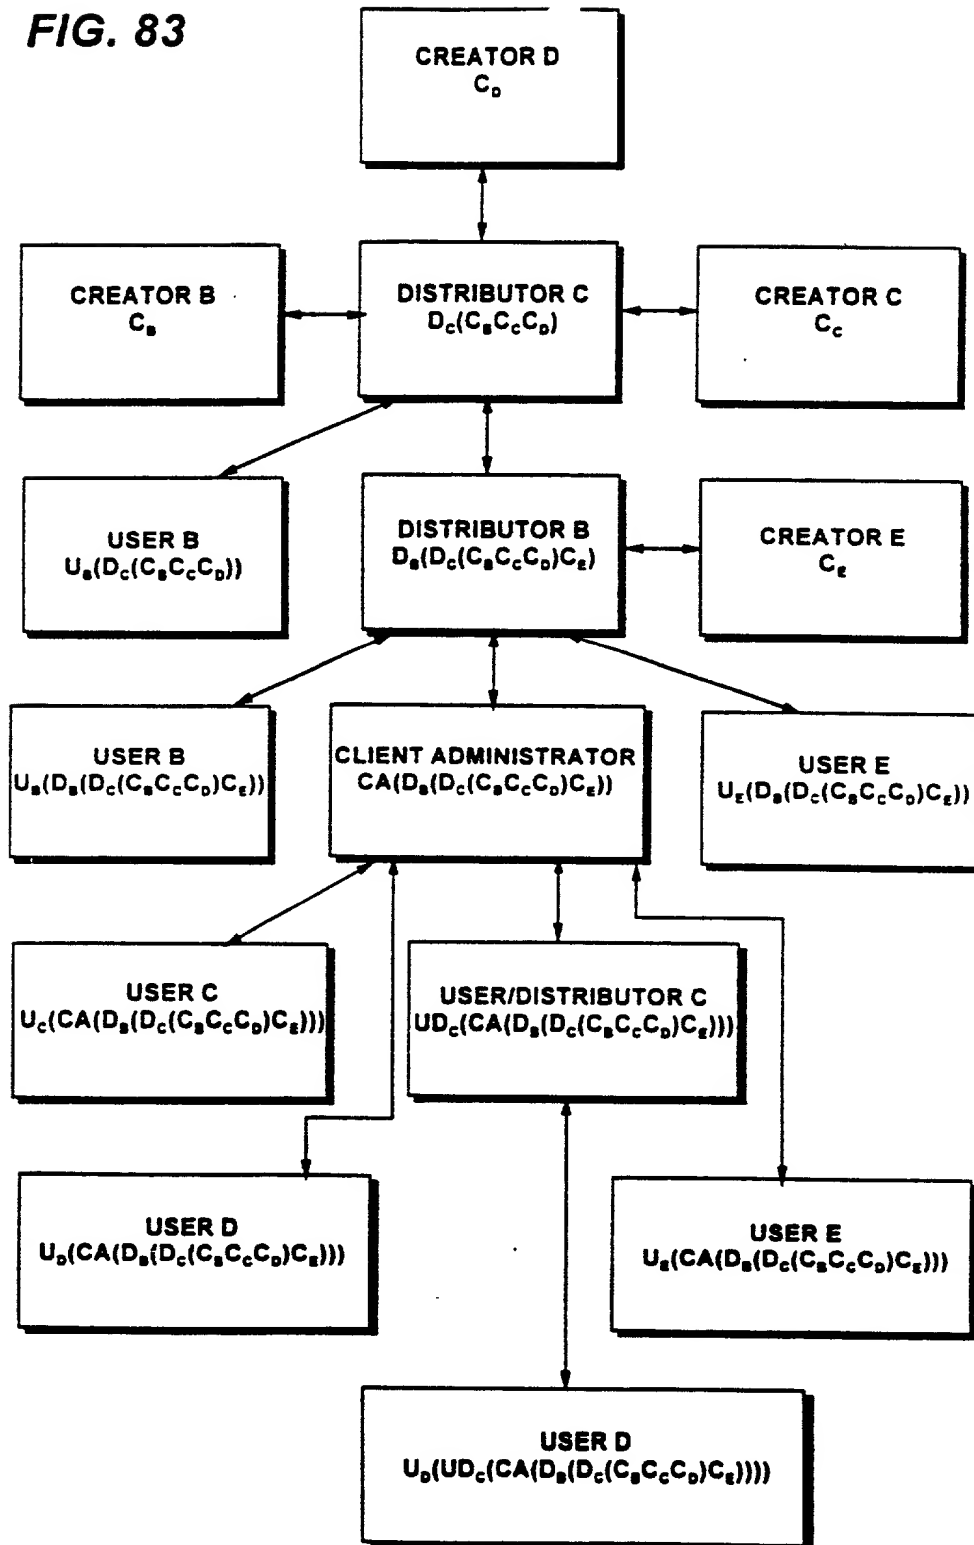 FIG. 83
CREATOR D
C_D
CREATOR B
C_B
DISTRIBUTOR C
D_C(C_BC_CC_D)
CREATOR C
C_C
USER B
U_B(D_C(C_BC_CC_D))
DISTRIBUTOR B
D_B(D_C(C_BC_CC_D)C_E)
CREATOR E
C_E
USER B
U_B(D_B(D_C(C_BC_CC_D)C_E))
CLIENT ADMINISTRATOR
CA(D_B(D_C(C_BC_CC_D)C_E))
USER E
U_E(D_B(D_C(C_BC_CC_D)C_E))
USER C
U_C(CA(D_B(D_C(C_BC_CC_D)C_E)))
USER/DISTRIBUTOR C
UD_C(CA(D_B(D_C(C_BC_CC_D)C_E)))
USER D
U_D(CA(D_B(D_C(C_BC_CC_D)C_E)))
USER E
U_E(CA(D_B(D_C(C_BC_CC_D)C_E)))
USER D
U_D(UD_C(CA(D_B(D_C(C_BC_CC_D)C_E))))